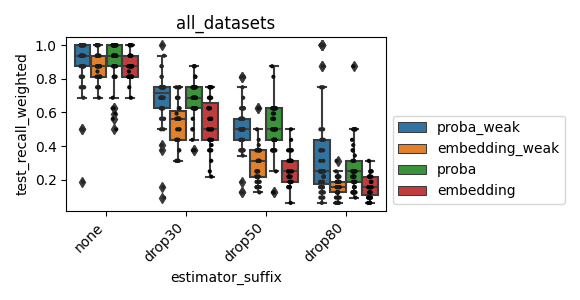 all_datasets
test_recall_weighted
1.0
0.8
0.6
0.4
0.2
none
drop30
drop50
drop80
estimator_suffix
proba_weak
embedding_weak
proba
embedding